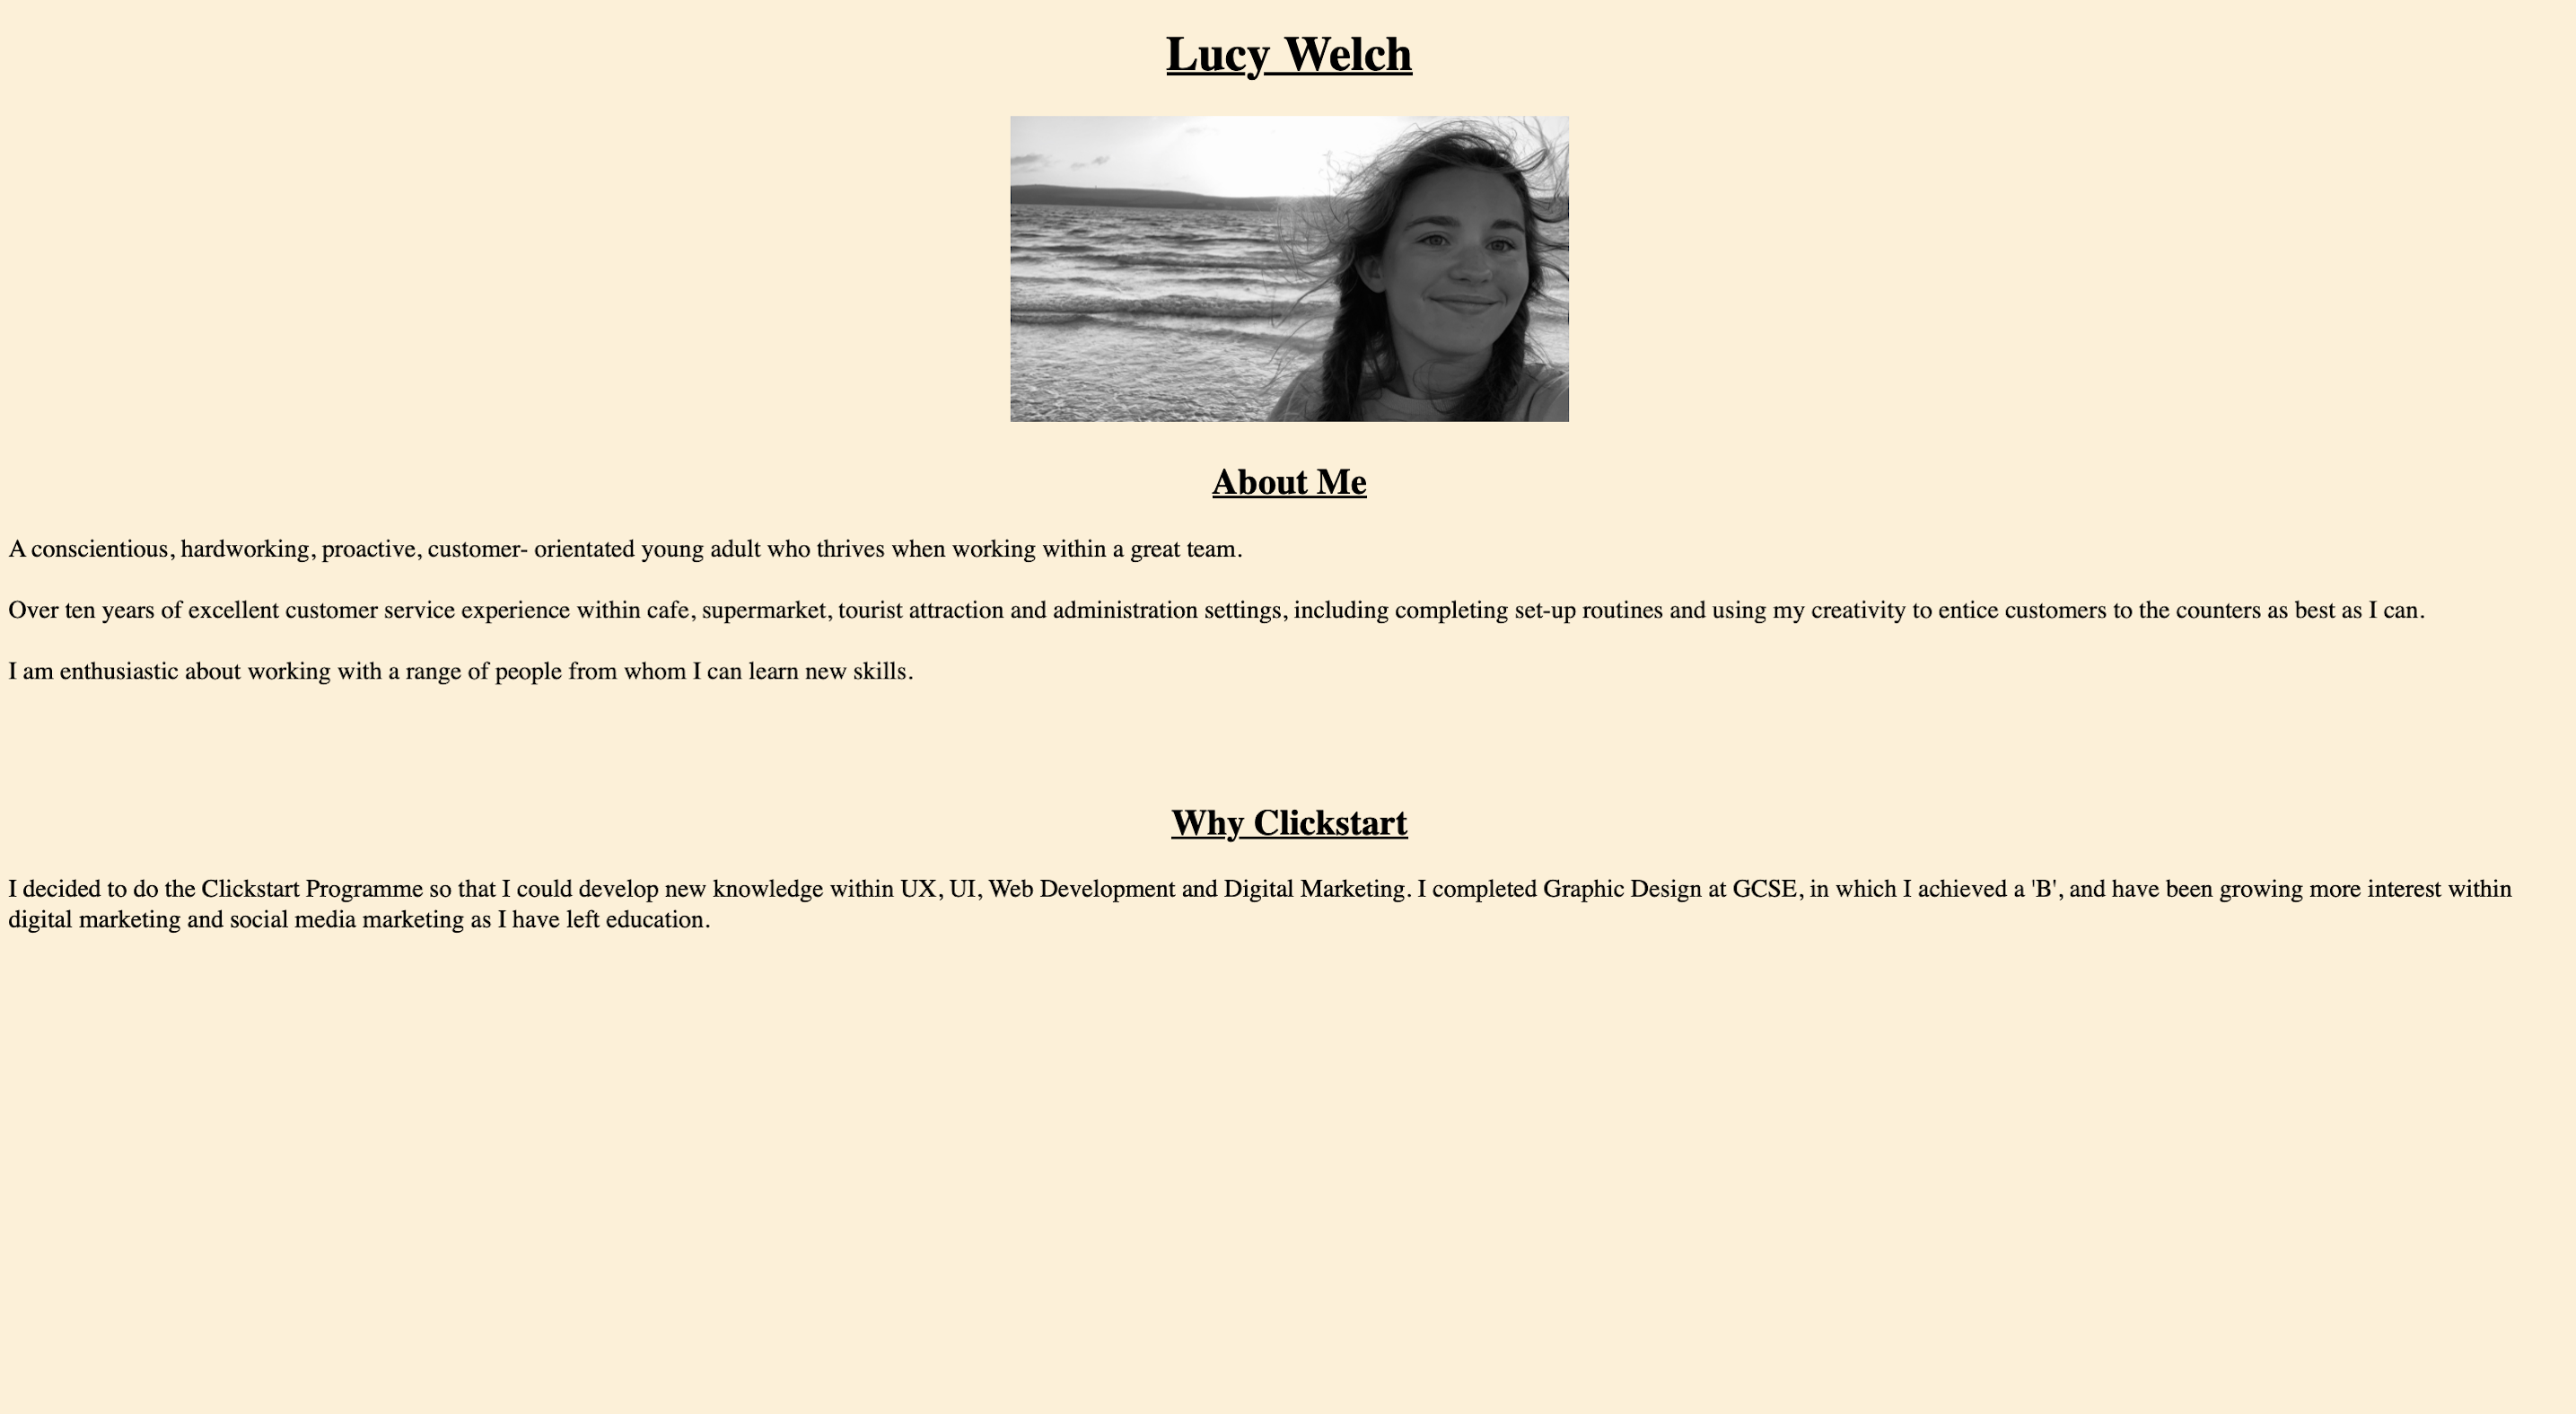 Lucy Welch
About Me
A conscientious, hardworking, proactive, customer- orientated young adult who thrives when working within a great team.
Over ten years of excellent customer service experience within cafe, supermarket, tourist attraction and administration settings, including completing set-up routines and using my creativity to entice customers to the counters as best as I can.
I am enthusiastic about working with a range of people from whom I can learn new skills.
Why Clickstart
I decided to do the Clickstart Programme so that I could develop new knowledge within UX, UI, Web Development and Digital Marketing. I completed Graphic Design at GCSE, in which I achieved a 'B', and have been growing more interest within
digital marketing and social media marketing as I have left education.